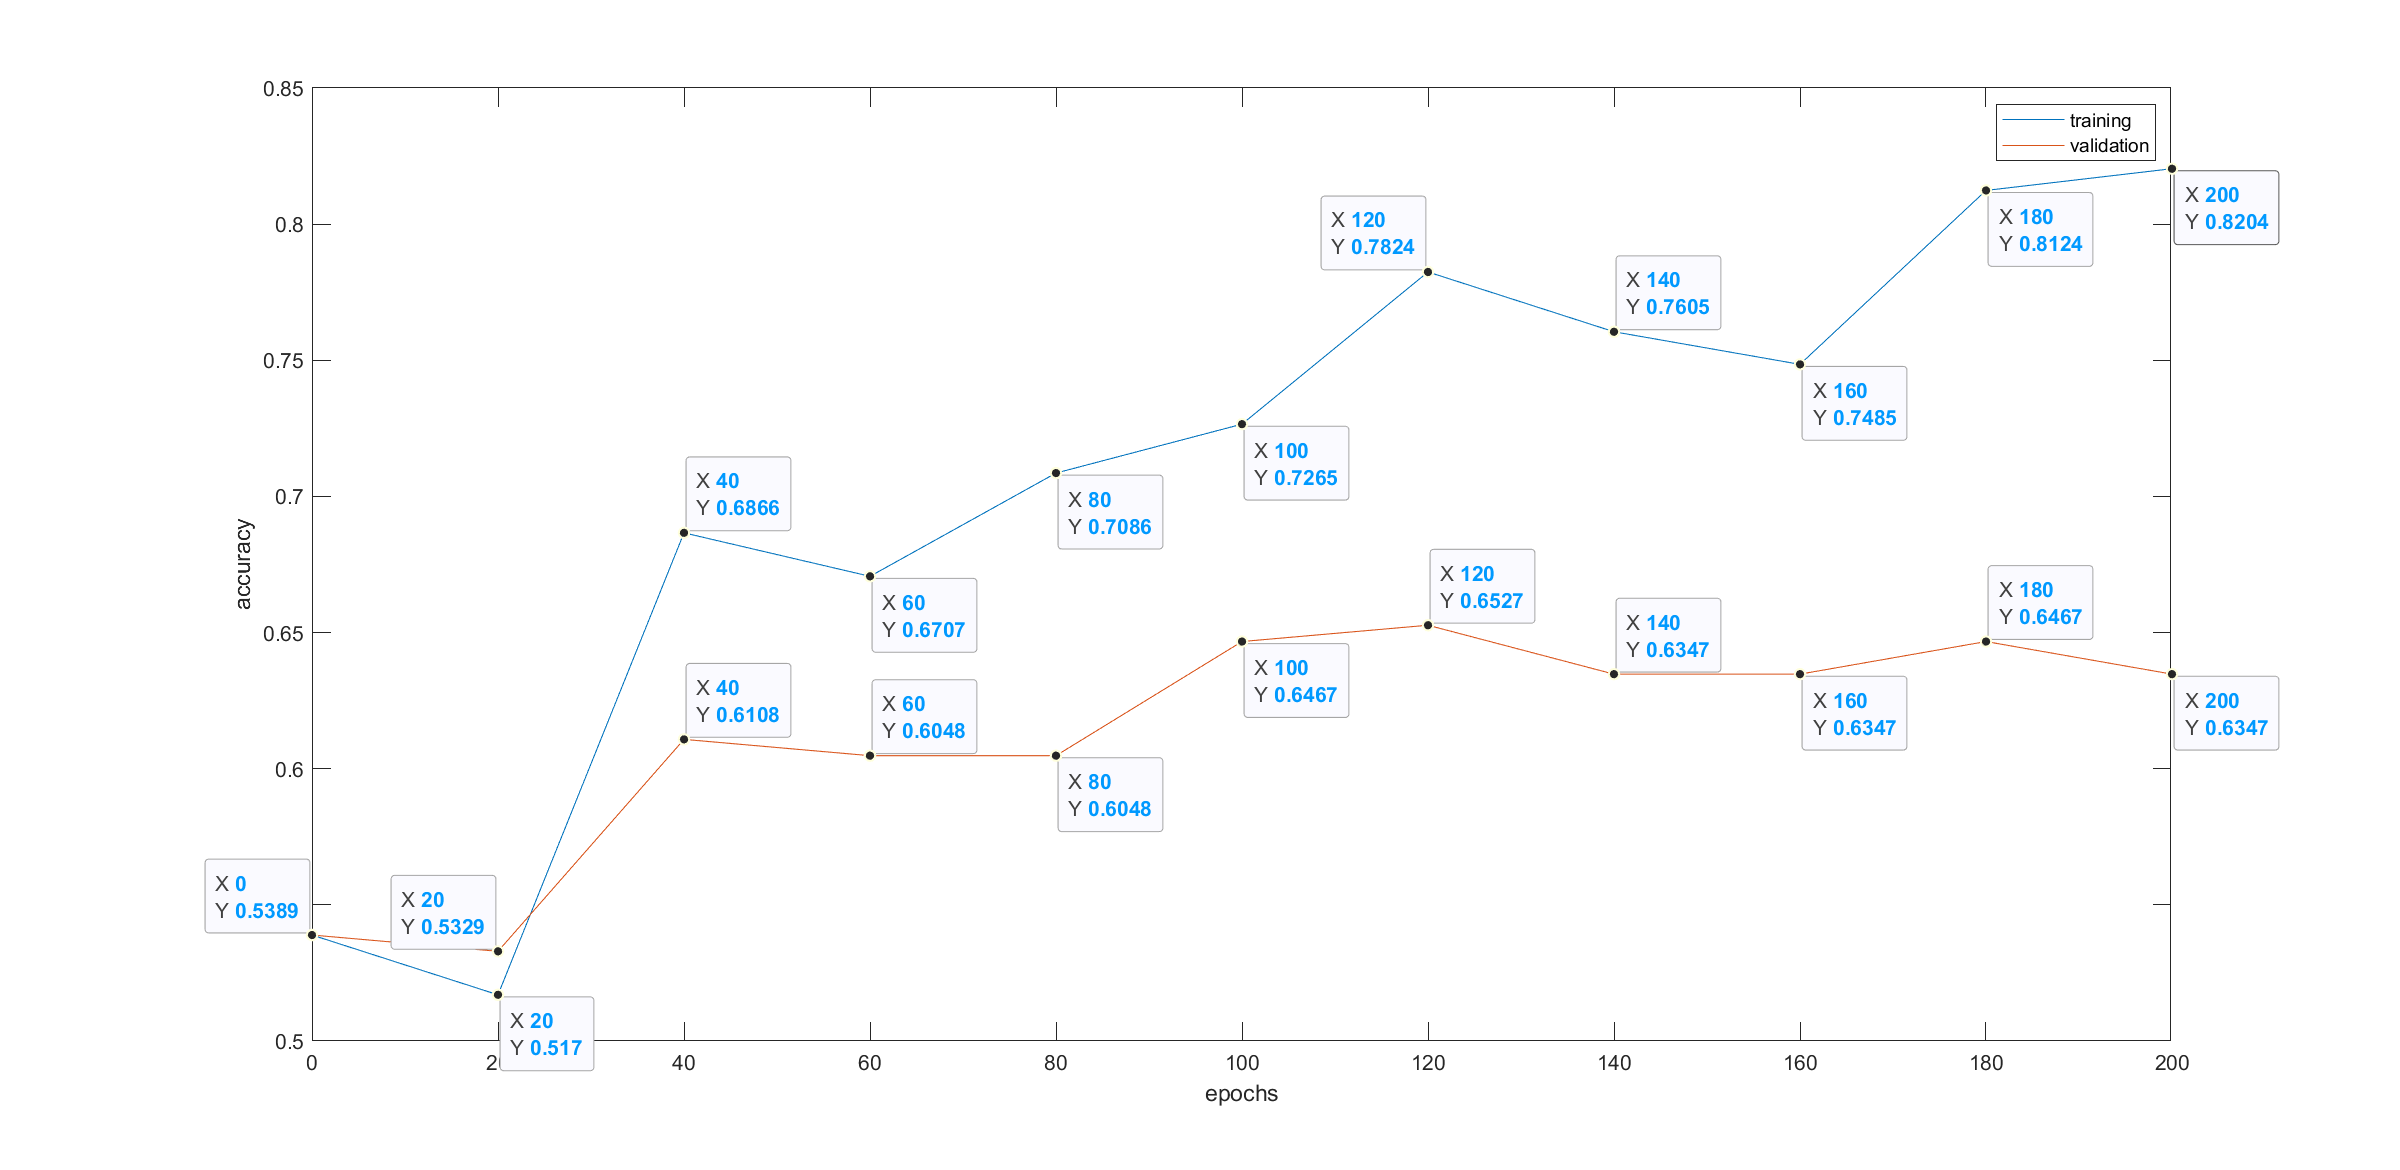 0.85
0.8
0.75
0.7
0.65
0.6
0.5
accuracy
training
validation
X 0
Y 0.5389
X 20
Y 0.5329
X 20
Y 0.517
X 40
Y 0.6866
X 40
Y 0.6108
X 60
Y 0.6707
X 60
Y 0.6048
X 80
Y 0.7086
X 80
Y 0.6048
X 100
Y 0.7265
X 100
Y 0.6467
X 120
Y 0.7824
X 120
Y 0.6527
X 140
Y 0.7605
X 140
Y 0.6347
X 160
Y 0.7485
X 160
Y 0.6347
X 180
Y 0.8124
X 180
Y 0.6467
X 200
Y 0.8204
X 200
Y 0.6347
0 2 40 60 80 100 120 140 160 180 200
epochs